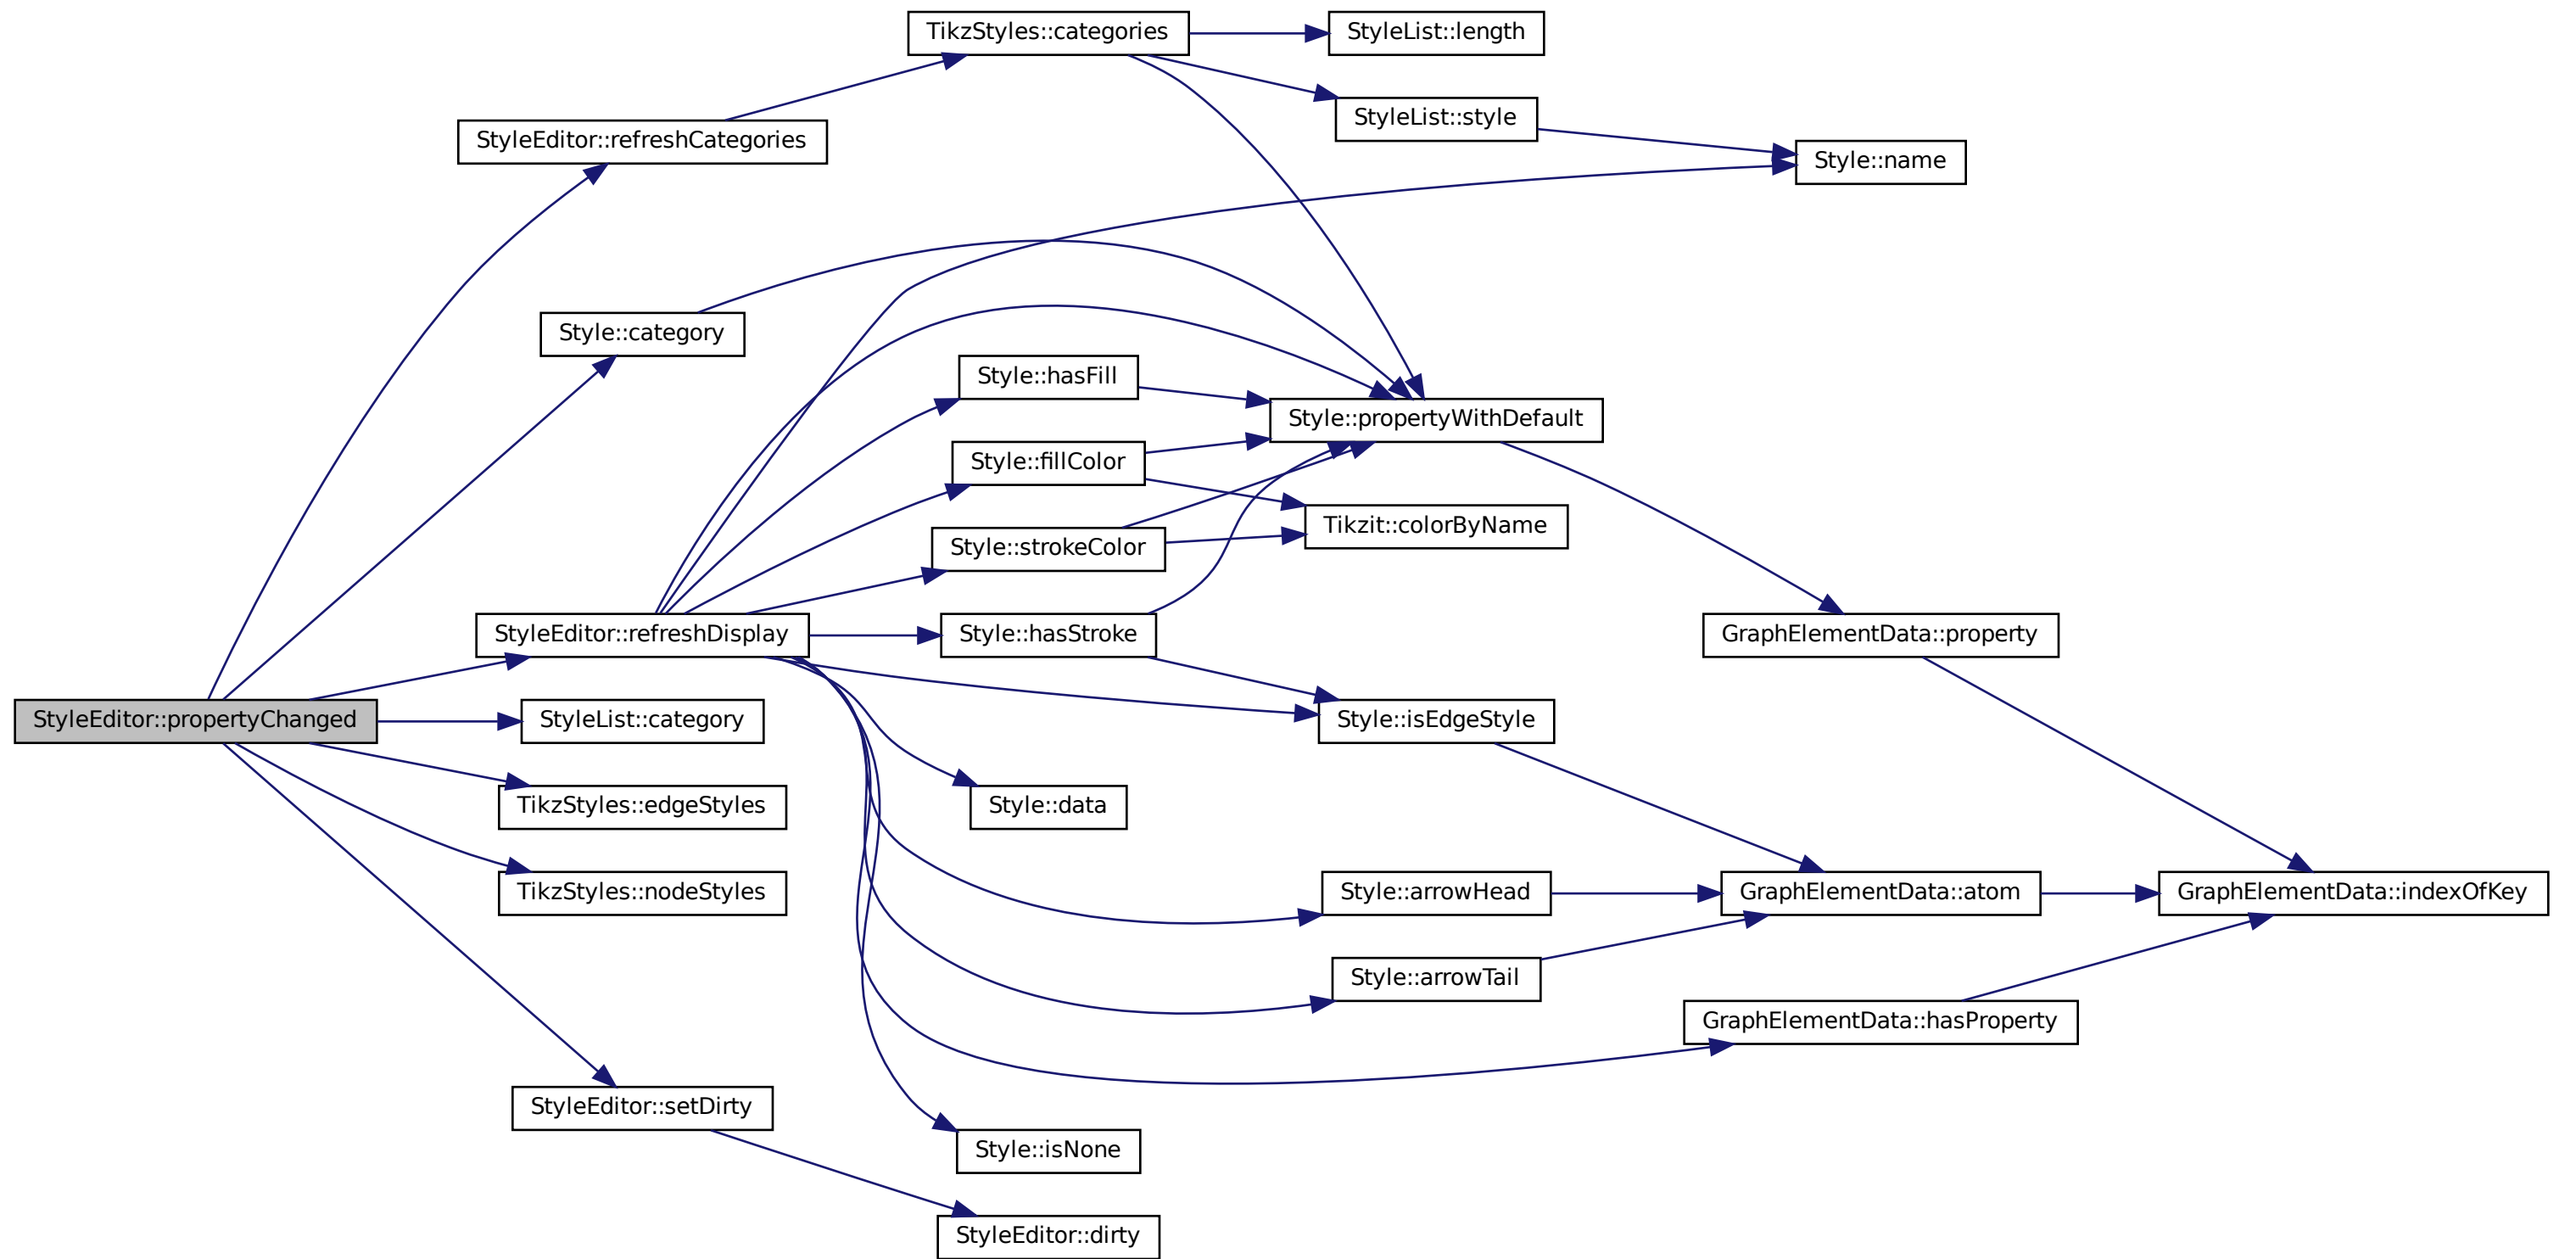 TikzStyles::categories
StyleList::length
StyleList::style
StyleEditor::refreshCategories
Style::name
Style::category
Style::hasFill
Style::propertyWithDefault
Style::fillColor
Tikzit::colorByName
Style::strokeColor
StyleEditor::refreshDisplay
Style::hasStroke
GraphElementData::property
StyleEditor::propertyChanged
StyleList::category
Style::isEdgeStyle
TikzStyles::edgeStyles
Style::data
TikzStyles::nodeStyles
Style::arrowHead
GraphElementData::atom
GraphElementData::indexOfKey
Style::arrowTail
GraphElementData::hasProperty
StyleEditor::setDirty
Style::isNone
StyleEditor::dirty